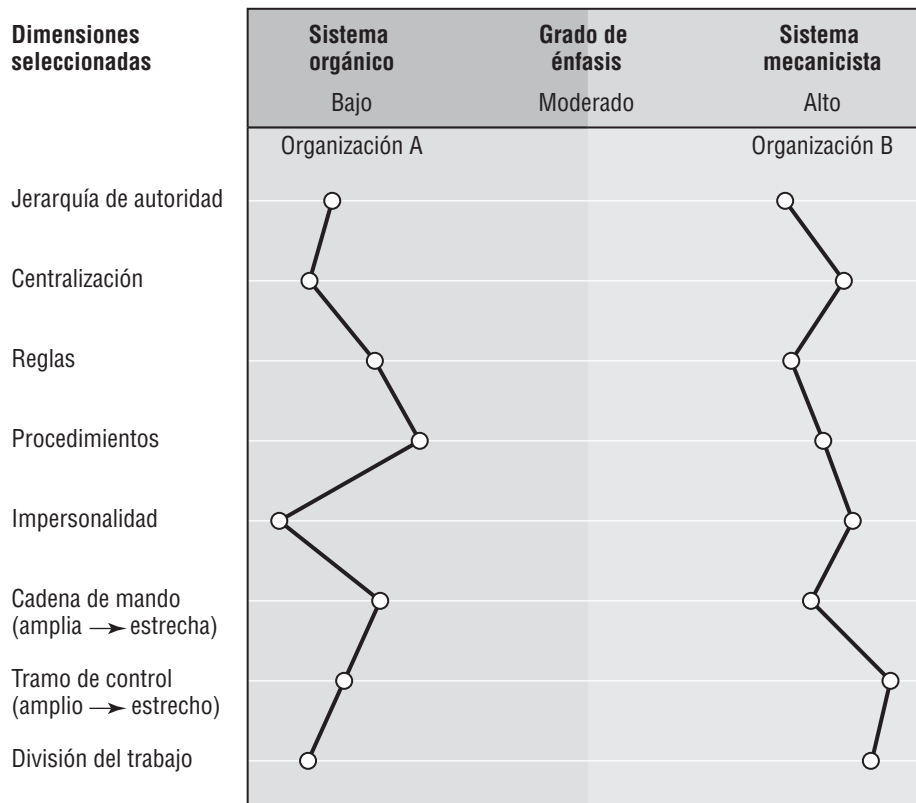 Dimensiones
seleccionadas
Sistema
orgánico
Grado de
énfasis
Sistema
mecanicista
Bajo
Moderado
Alto
Organización A
Organización B
Jerarquía de autoridad
Centralización
Reglas
Procedimientos
Impersonalidad
Cadena de mando
(amplia → estrecha)
Tramo de control
(amplio → estrecho)
División del trabajo